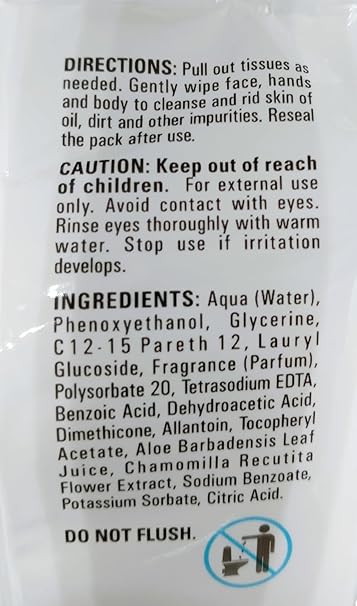 DIRECTIONS: Pull out tissues as
needed. Gently wipe face, hands
and body to cleanse and rid skin of
oil, dirt and other impurities. Reseal
the pack after use.
CAUTION: Keep out of reach
of children. For external use
only. Avoid contact with eyes.
Rinse eyes thoroughly with warm
water. Stop use if irritation
develops.
INGREDIENTS: Aqua (Water),
Phenoxyethanol, Glycerine,
C12-15 Pareth 12, Lauryl
Glucoside, Fragrance (Parfum),
Polysorbate 20, Tetrasodium EDTA,
Benzoic Acid, Dehydroacetic Acid,
Dimethicone, Allantoin, Tocopheryl
Acetate, Aloe Barbadensis Leaf
Juice, Chamomilla Recutita
Flower Extract, Sodium Benzoate,
Potassium Sorbate, Citric Acid.
DO NOT FLUSH.